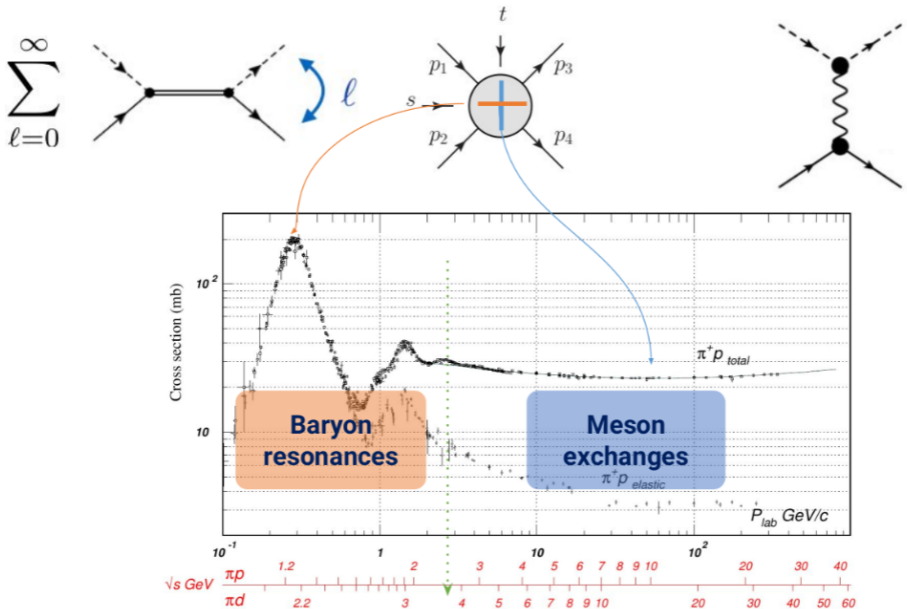 ∞
∑
ℓ=0
ℓ
t
p₁
p₃
s
p₂
p₄
Cross section (mb)
10²
10
π⁺p total
Baryon
resonances
Meson
exchanges
π⁺p elastic
P_lab GeV/c
10⁻¹ 1 10 10²
√s GeV
πp 1.2 2 3 4 5 6 7 8 9 10 20 30 40
πd 2.2 3 4 5 6 7 8 9 10 20 30 40 50 60